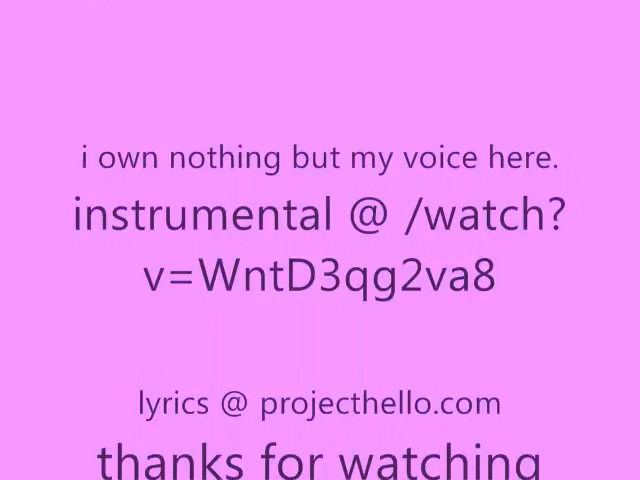 i own nothing but my voice here.
instrumental @ /watch?
v=WntD3qg2va8
lyrics @ projecthello.com
thanks for watching